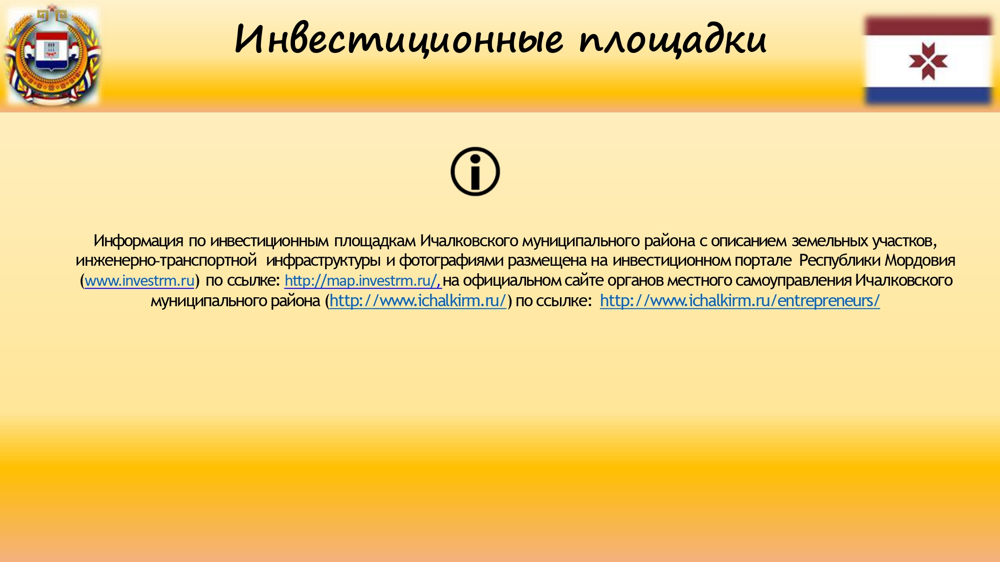 Инвестиционные площадки
Информация по инвестиционным площадкам Ичалковского муниципального района с описанием земельных участков,
инженерно-транспортной инфраструктуры и фотографиями размещена на инвестиционном портале Республики Мордовия
(www.investrm.ru) по ссылке: http://map.investrm.ru/, на официальном сайте органов местного самоуправления Ичалковского
муниципального района (http://www.ichalkirm.ru/) по ссылке: http://www.ichalkirm.ru/entrepreneurs/